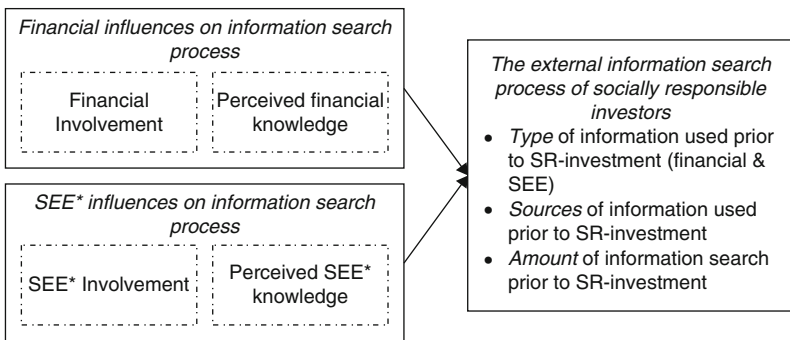 Financial influences on information search
process
Financial
Involvement
Perceived financial
knowledge
SEE* influences on information search
process
SEE* Involvement
Perceived SEE*
knowledge
The external information search
process of socially responsible
investors
• Type of information used prior
to SR-investment (financial &
SEE)
• Sources of information used
prior to SR-investment
• Amount of information search
prior to SR-investment